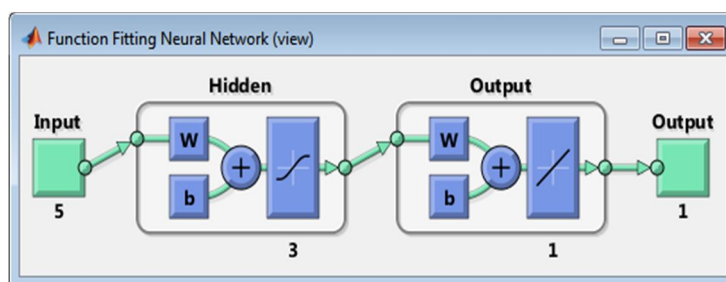 Function Fitting Neural Network (view)
Hidden
Output
Input
Output
W
W
+
+
b
b
5
1
3
1